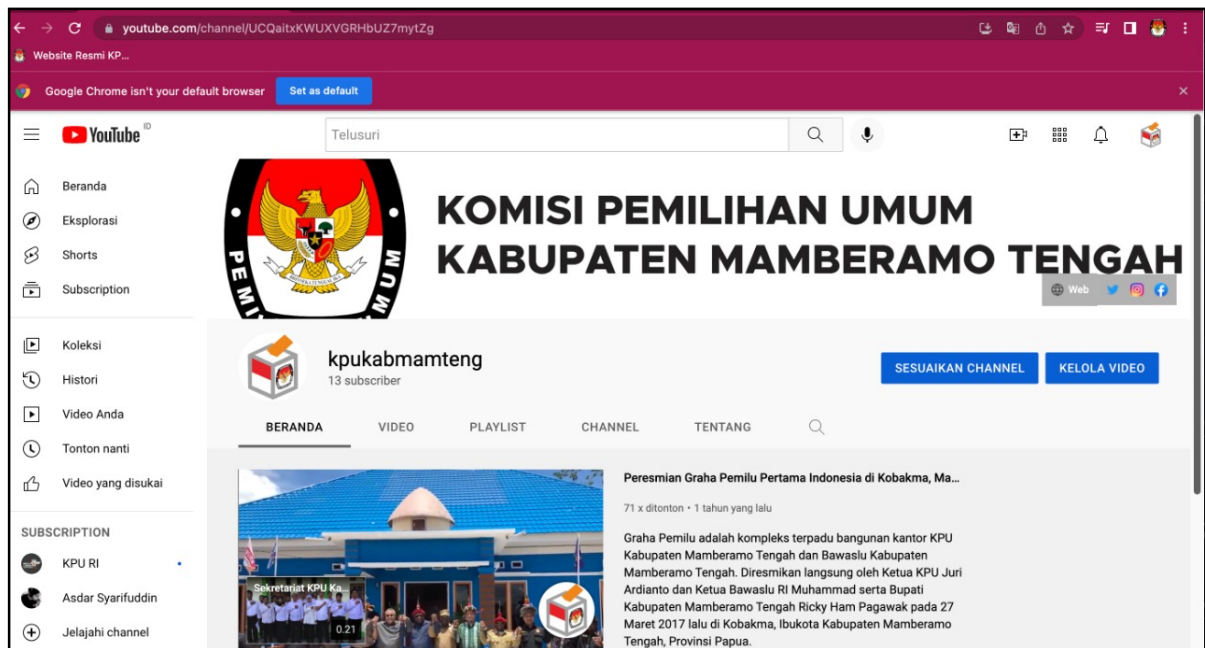 youtube.com/channel/UCQaitxKWUXVGRHbUZ7mytZg
Website Resmi KP...
Google Chrome isn't your default browser
Set as default
YouTube ID
Telusuri
Beranda
Eksplorasi
Shorts
Subscription
Koleksi
Histori
Video Anda
Tonton nanti
Video yang disukai
SUBSCRIPTION
KPU RI
Asdar Syarifuddin
Jelajahi channel
KOMISI PEMILIHAN UMUM
KABUPATEN MAMBERAMO TENGAH
Web
kpukabmamteng
13 subscriber
SESUAIKAN CHANNEL
KELOLA VIDEO
BERANDA
VIDEO
PLAYLIST
CHANNEL
TENTANG
Sekretariat KPU Ka...
0.21
Peresmian Graha Pemilu Pertama Indonesia di Kobakma, Ma...
71 x ditonton • 1 tahun yang lalu
Graha Pemilu adalah kompleks terpadu bangunan kantor KPU
Kabupaten Mamberamo Tengah dan Bawaslu Kabupaten
Mamberamo Tengah. Diresmikan langsung oleh Ketua KPU Juri
Ardianto dan Ketua Bawaslu RI Muhammad serta Bupati
Kabupaten Mamberamo Tengah Ricky Ham Pagawak pada 27
Maret 2017 lalu di Kobakma, Ibukota Kabupaten Mamberamo
Tengah, Provinsi Papua.